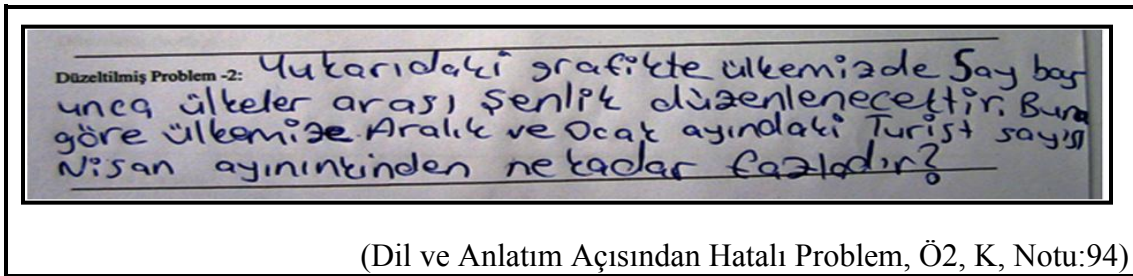 Düzeltilmiş Problem -2: Yukarıdaki grafikte ülkemizde 5 ay boy
unca ülkeler arası şenlik düzenlenecektir. Buna
göre ülkemize Aralık ve Ocak ayındaki Turist sayısı
Nisan ayınınkinden ne kadar fazladır?
(Dil ve Anlatım Açısından Hatalı Problem, Ö2, K, Notu:94)